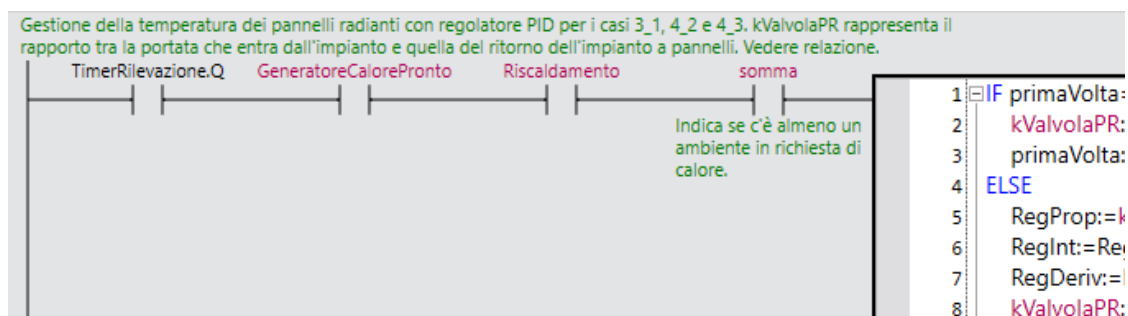 Gestione della temperatura dei pannelli radianti con regolatore PID per i casi 3_1, 4_2 e 4_3. kValvolaPR rappresenta il
rapporto tra la portata che entra dall'impianto e quella del ritorno dell'impianto a pannelli. Vedere relazione.
TimerRilevazione.Q GeneratoreCalorePronto Riscaldamento somma
Indica se c'è almeno un
ambiente in richiesta di
calore.
1 IF primaVolta=
2 kValvolaPR:
3 primaVolta:
4 ELSE
5 RegProp:=k
6 RegInt:=Reg
7 RegDeriv:=
8 kValvolaPR: